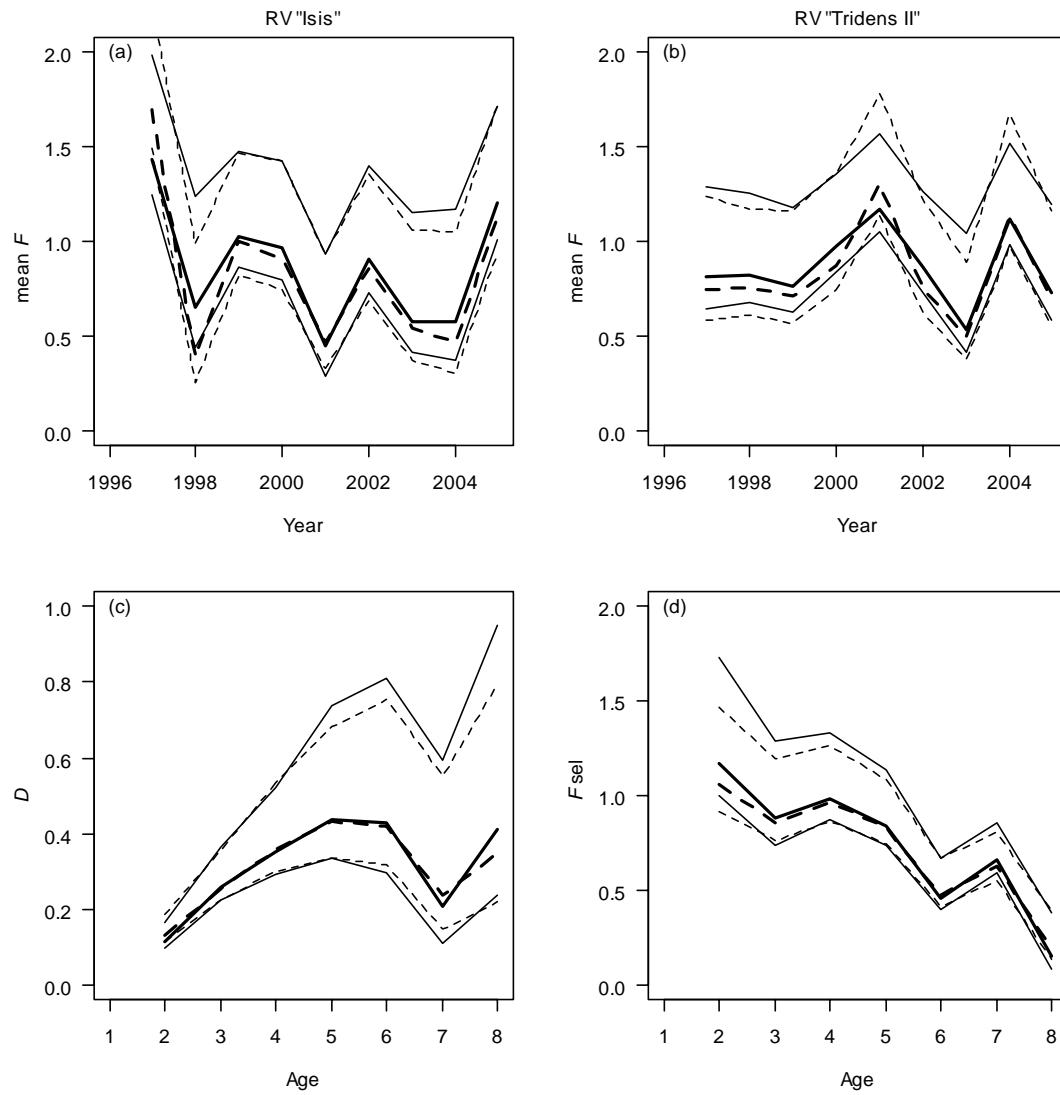 RV "Isis"
RV "Tridens II"
(a)
2.0
1.5
1.0
0.5
0.0
mean F
1996 1998 2000 2002 2004
Year
(b)
2.0
1.5
1.0
0.5
0.0
mean F
1996 1998 2000 2002 2004
Year
(c)
1.0
0.8
0.6
0.4
0.2
0.0
D
1 2 3 4 5 6 7 8
Age
(d)
2.0
1.5
1.0
0.5
0.0
F sel
1 2 3 4 5 6 7 8
Age